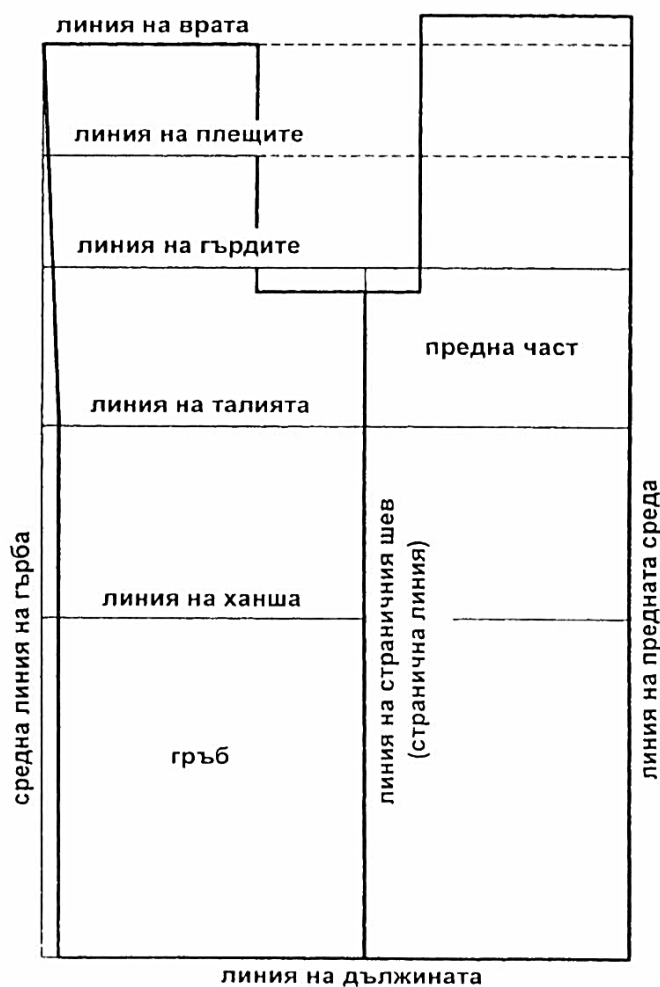 линия на врата
линия на плещите
линия на гърдите
предна част
линия на талията
средна линия на гърба
линия на ханша
линия на страничния шев
(странична линия)
линия на предната среда
гръб
линия на дължината